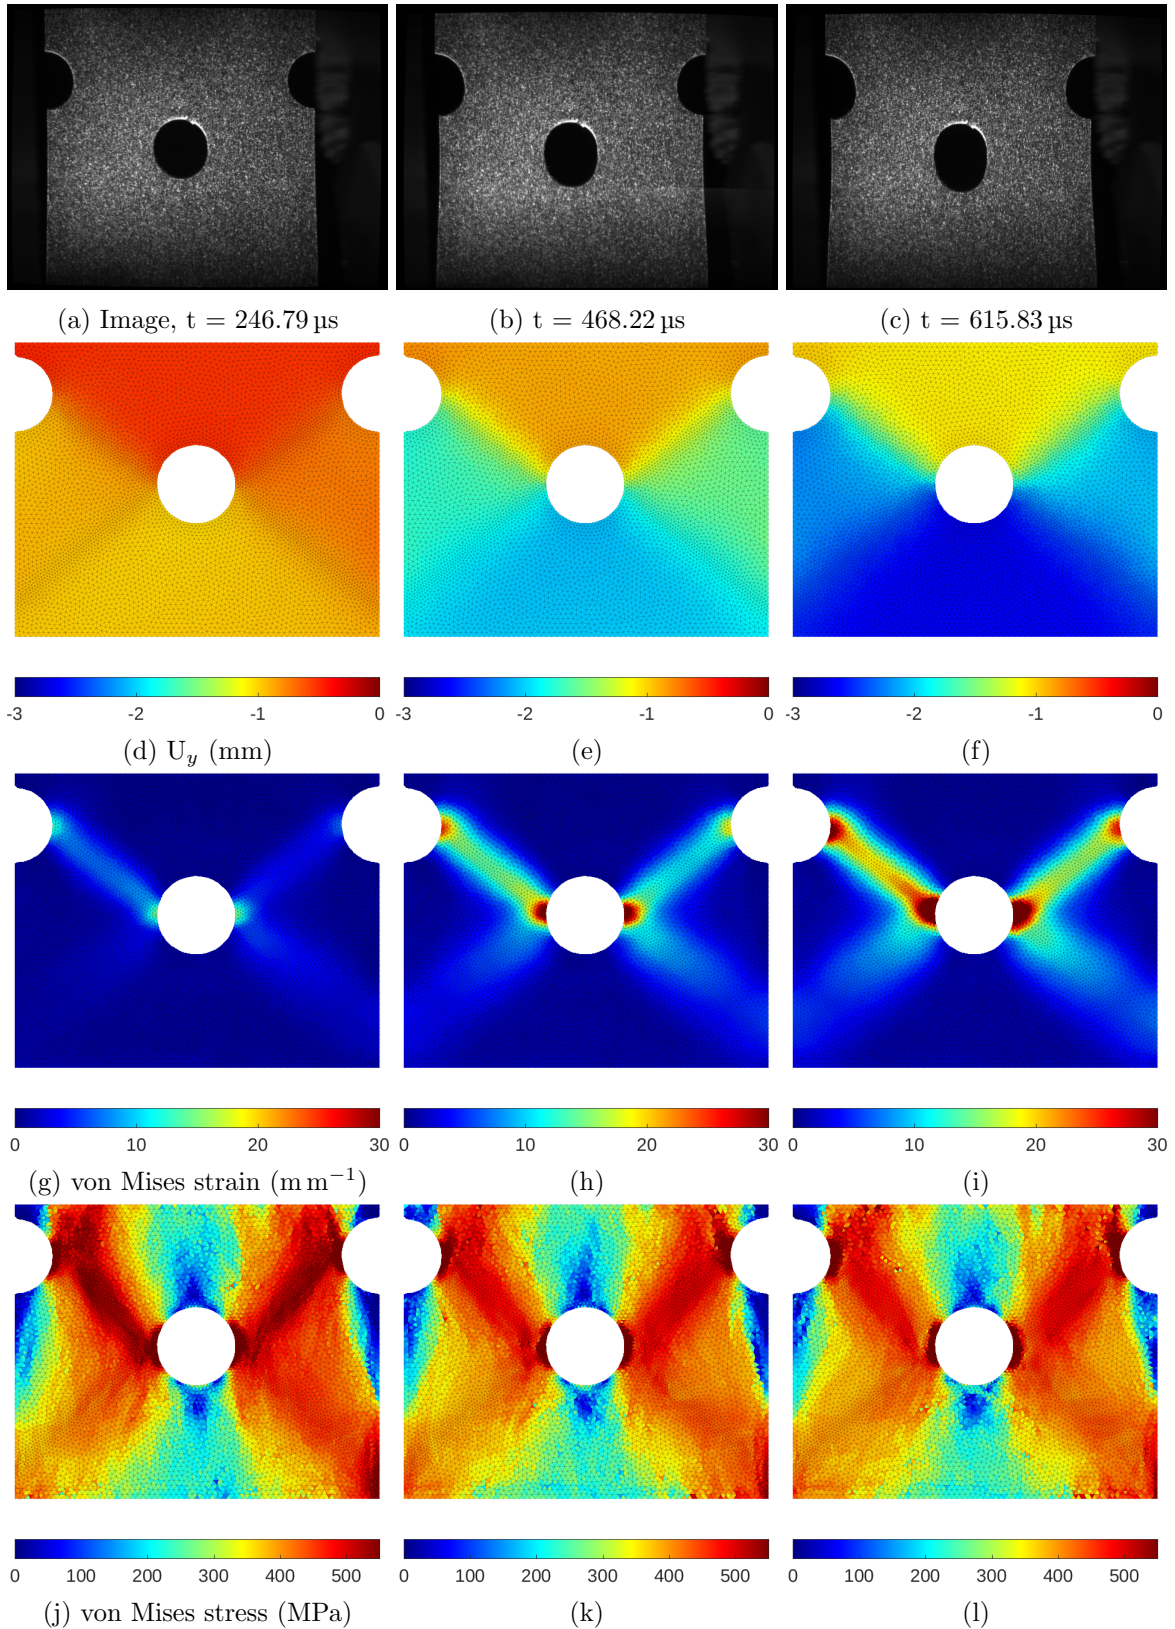 (a) Image, t = 246.79 µs
(b) t = 468.22 µs
(c) t = 615.83 µs
-3 -2 -1 0
-3 -2 -1 0
-3 -2 -1 0
(d) U_y (mm)
(e)
(f)
0 10 20 30
0 10 20 30
0 10 20 30
(g) von Mises strain (m m⁻¹)
(h)
(i)
0 100 200 300 400 500
0 100 200 300 400 500
0 100 200 300 400 500
(j) von Mises stress (MPa)
(k)
(l)